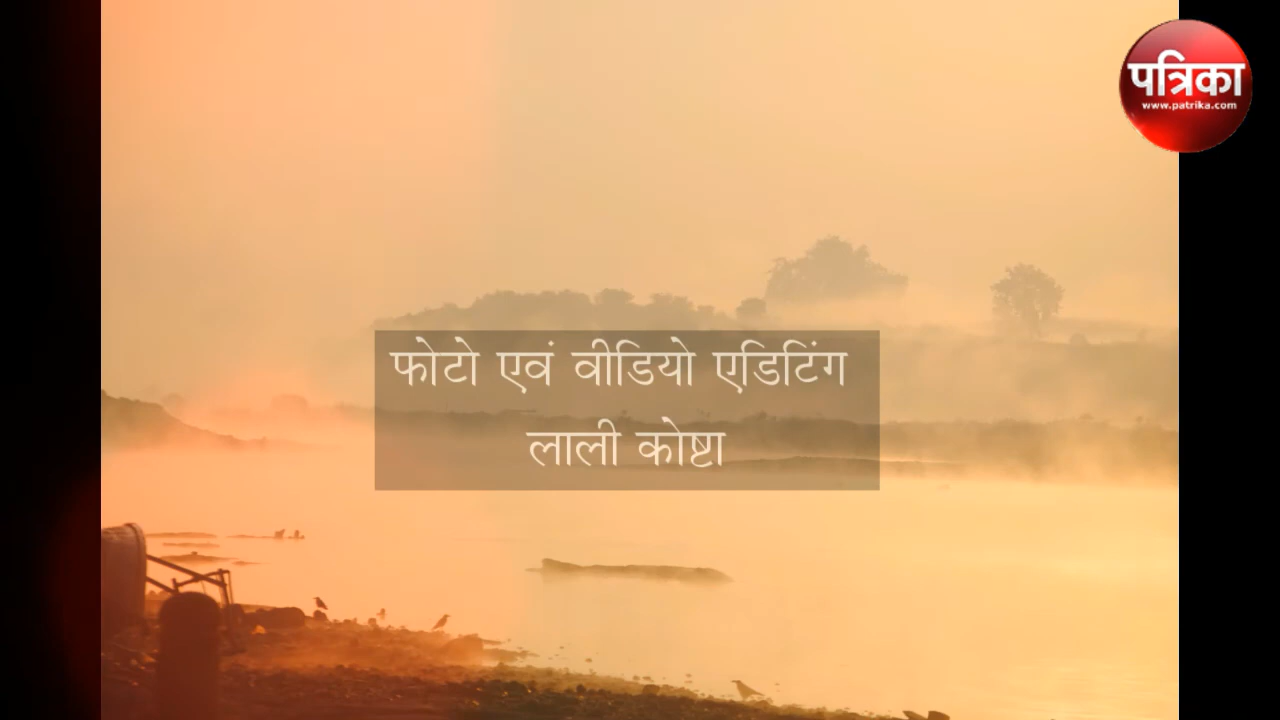 पत्रिका
www.patrika.com
फोटो एवं वीडियो एडिटिंग
लाली कोष्टा